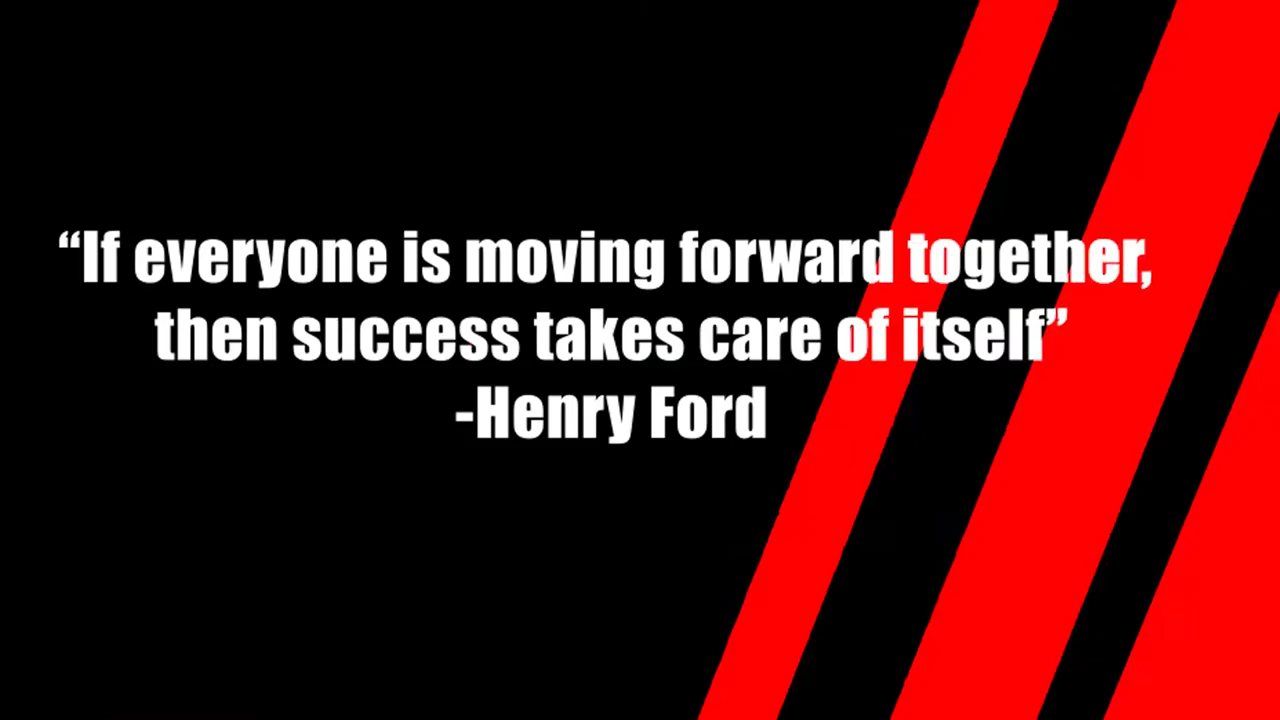 “If everyone is moving forward together,
then success takes care of itself”
-Henry Ford